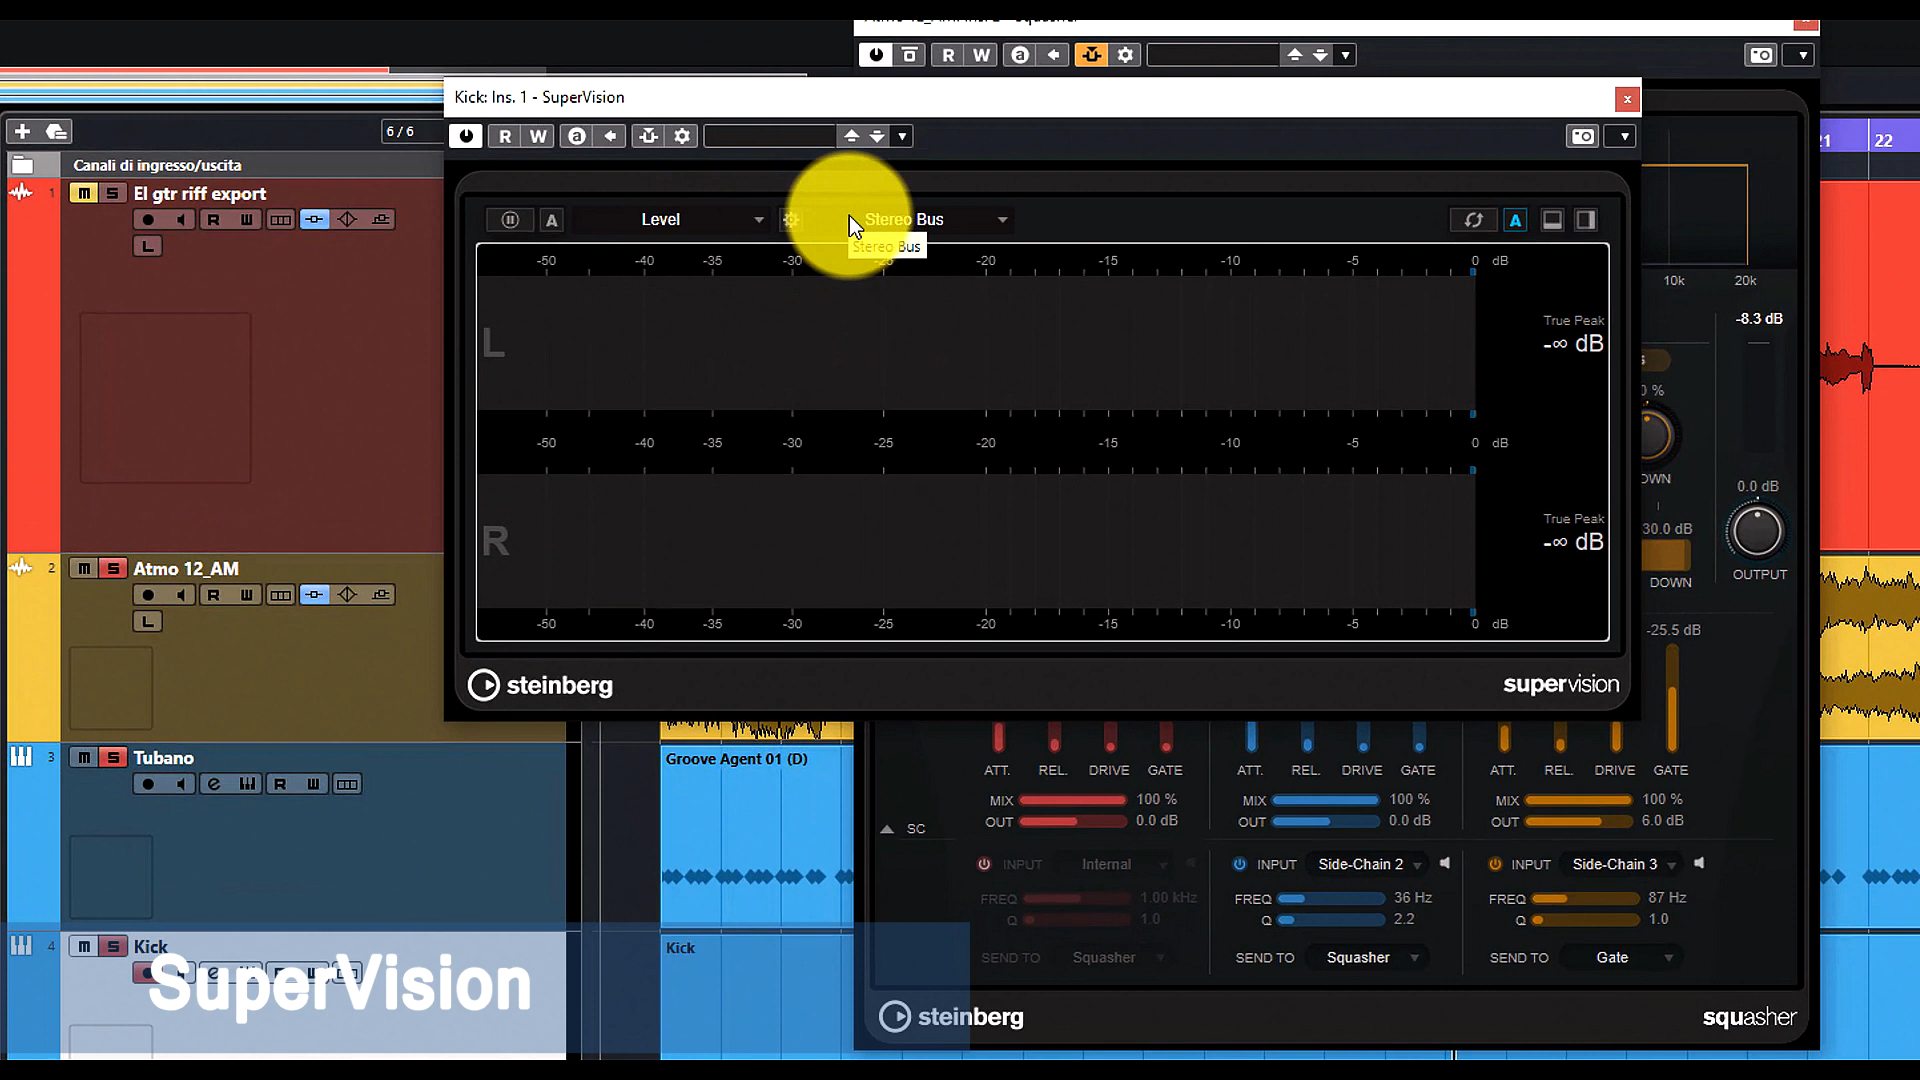 Kick: Ins. 1 - SuperVision
R W
R W
6/6
Canali di ingresso/uscita
1 M S El gtr riff export
R W
L
A Level Stereo Bus A
Stereo Bus
-50 -40 -35 -30 -20 -15 -10 -5 0 dB
L
True Peak
-∞ dB
-50 -40 -35 -30 -25 -20 -15 -10 -5 0 dB
R
True Peak
-∞ dB
-50 -40 -35 -30 -25 -20 -15 -10 -5 0 dB
steinberg supervision
21 22
10k 20k
-8.3 dB
0.0 dB
OUTPUT
30.0 dB
DOWN
-25.5 dB
2 M S Atmo 12_AM
R W
L
3 M S Tubano
R W
Groove Agent 01 (D)
4 M S Kick
Kick
SuperVision
ATT. REL. DRIVE GATE ATT. REL. DRIVE GATE ATT. REL. DRIVE GATE
MIX 100 % MIX 100 % MIX 100 %
OUT 0.0 dB OUT 0.0 dB OUT 6.0 dB
SC
INPUT Internal INPUT Side-Chain 2 INPUT Side-Chain 3
FREQ 1.00 kHz FREQ 36 Hz FREQ 87 Hz
Q 1.0 Q 2.2 Q 1.0
SEND TO Squasher SEND TO Squasher SEND TO Gate
steinberg squasher